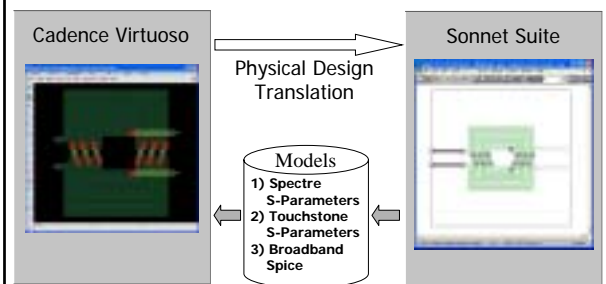 Cadence Virtuoso
Sonnet Suite
Physical Design
Translation
Models
1) Spectre
S-Parameters
2) Touchstone
S-Parameters
3) Broadband
Spice